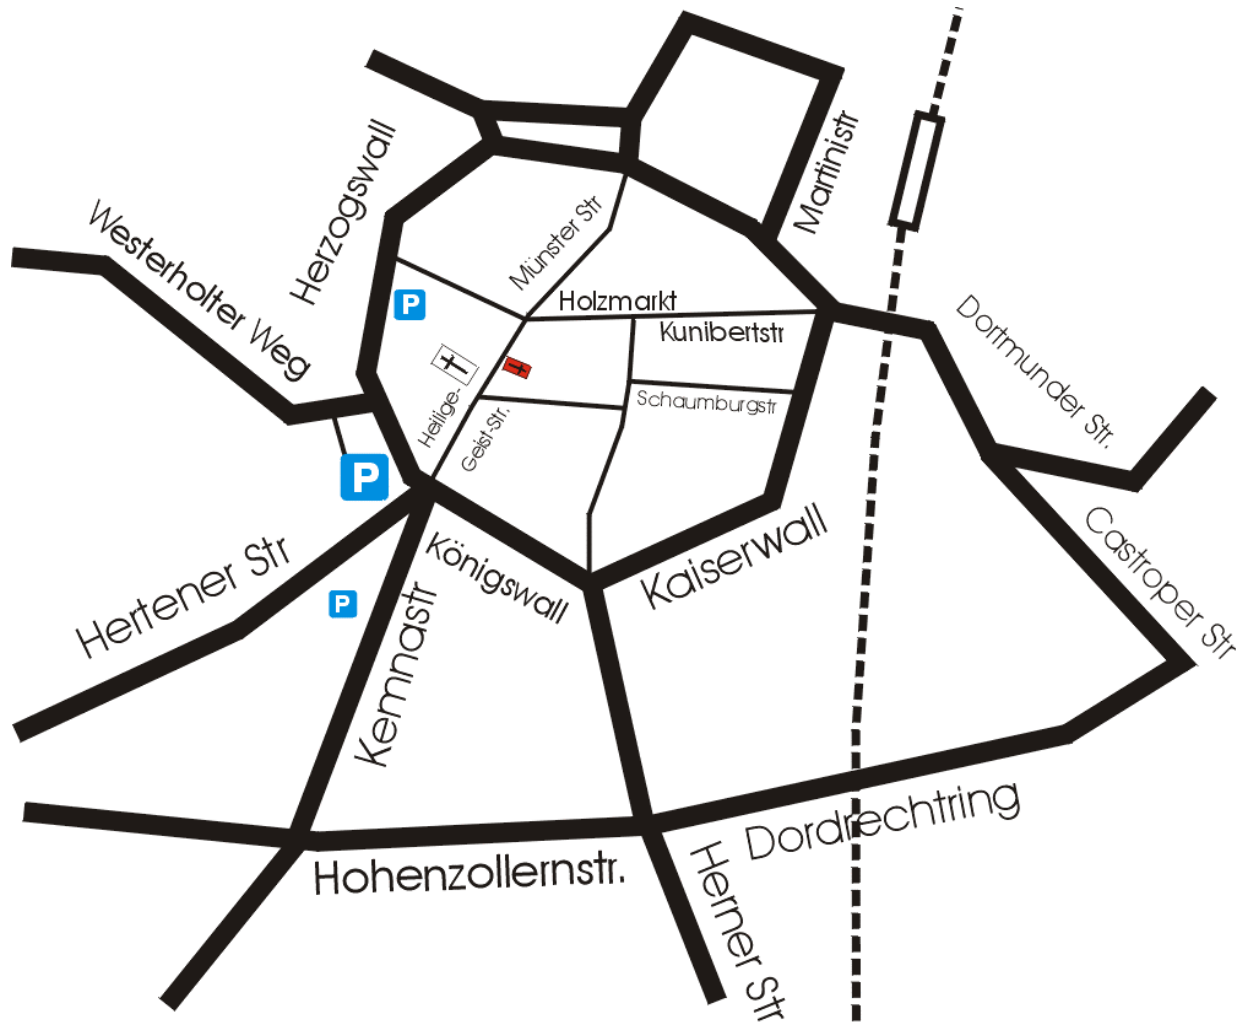 Martinistr
Herzogswall
Westerholter Weg
Münster Str
P
Holzmarkt
Kunibertstr
Dortmunder Str.
Heilige-
Geist-Str.
Schaumburgstr
P
Castroper Str
Kaiserwall
Königswall
Hertener Str
P
Kemnastr
Dordrechtring
Hohenzollernstr.
Herner Str